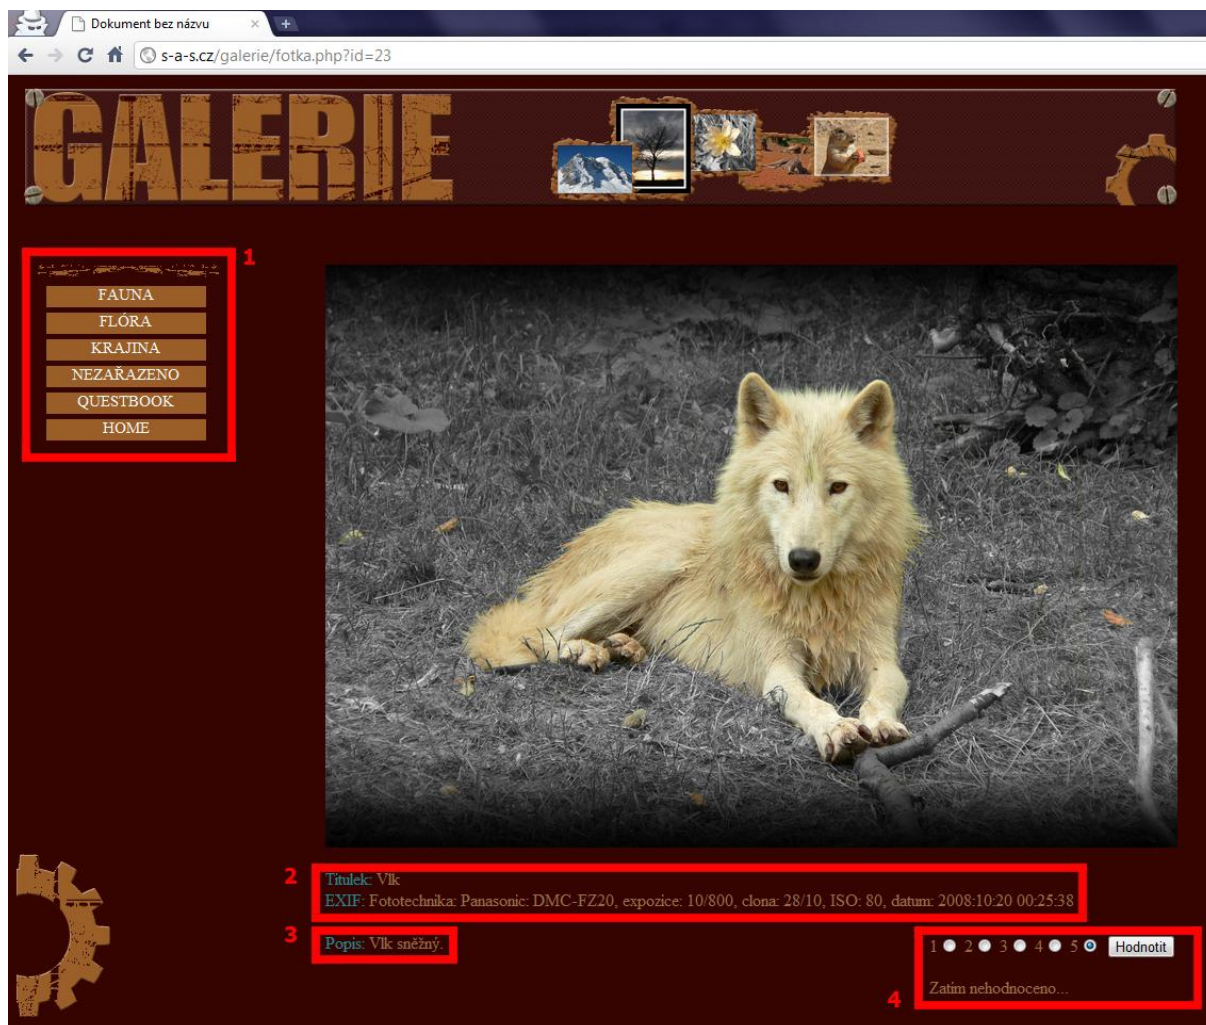 Dokument bez názvu
s-a-s.cz/galerie/fotka.php?id=23
GALERIE
1
FAUNA
FLÓRA
KRAJINA
NEZAŘAZENO
QUESTBOOK
HOME
2
Titulek: Vlk
EXIF: Fototechnika: Panasonic: DMC-FZ20, expozice: 10/800, clona: 28/10, ISO: 80, datum: 2008:10:20 00:25:38
3
Popis: Vlk sněžný.
1 2 3 4 5 Hodnotit
Zatím nehodnoceno...
4